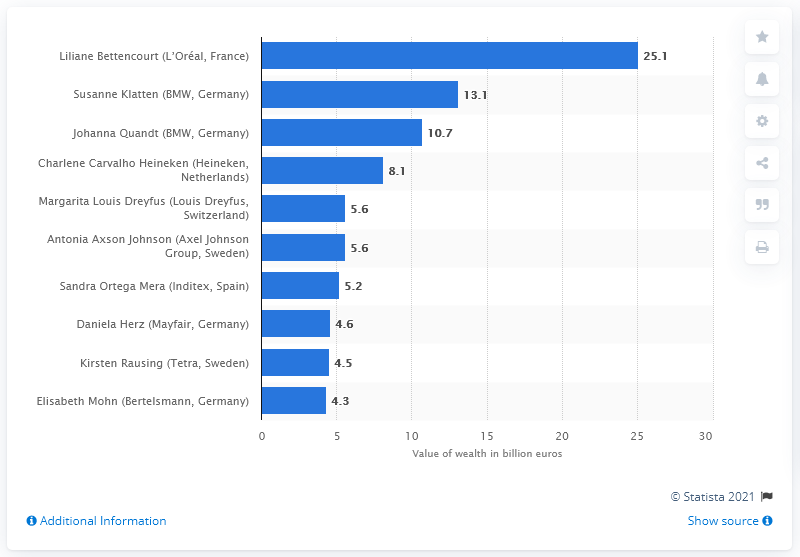 Liliane Bettencourt (L’Oréal, France) 25.1
Susanne Klatten (BMW, Germany) 13.1
Johanna Quandt (BMW, Germany) 10.7
Charlene Carvalho Heineken (Heineken,
Netherlands) 8.1
Margarita Louis Dreyfus (Louis Dreyfus,
Switzerland) 5.6
Antonia Axson Johnson (Axel Johnson
Group, Sweden) 5.6
Sandra Ortega Mera (Inditex, Spain) 5.2
Daniela Herz (Mayfair, Germany) 4.6
Kirsten Rausing (Tetra, Sweden) 4.5
Elisabeth Mohn (Bertelsmann, Germany) 4.3
0 5 10 15 20 25 30
Value of wealth in billion euros
© Statista 2021
Additional Information
Show source